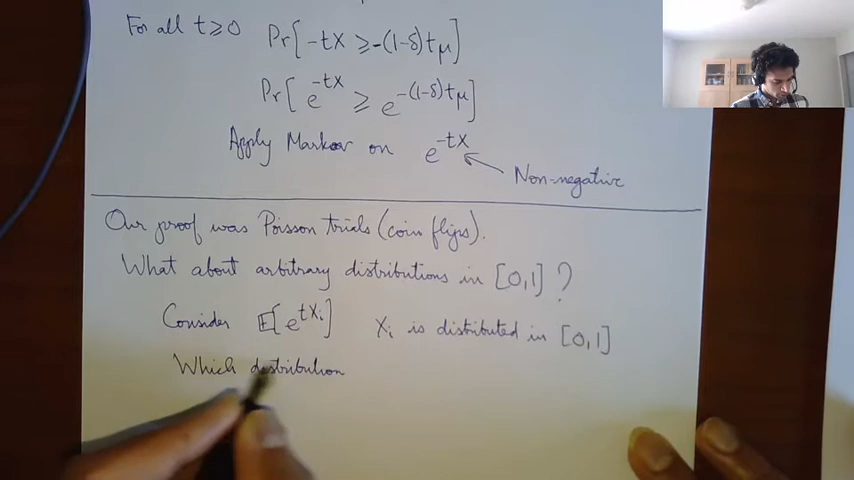 For all t ≥ 0 Pr[-tX ≥ -(1-δ)tμ]
Pr[e^{-tX} ≥ e^{-(1-δ)tμ}]
Apply Markov on e^{-tX}
Non-negative
Our proof was Poisson trials (coin flips).
What about arbitrary distributions in [0,1] ?
Consider E[e^{tX_i}] X_i is distributed in [0,1]
Which distribution